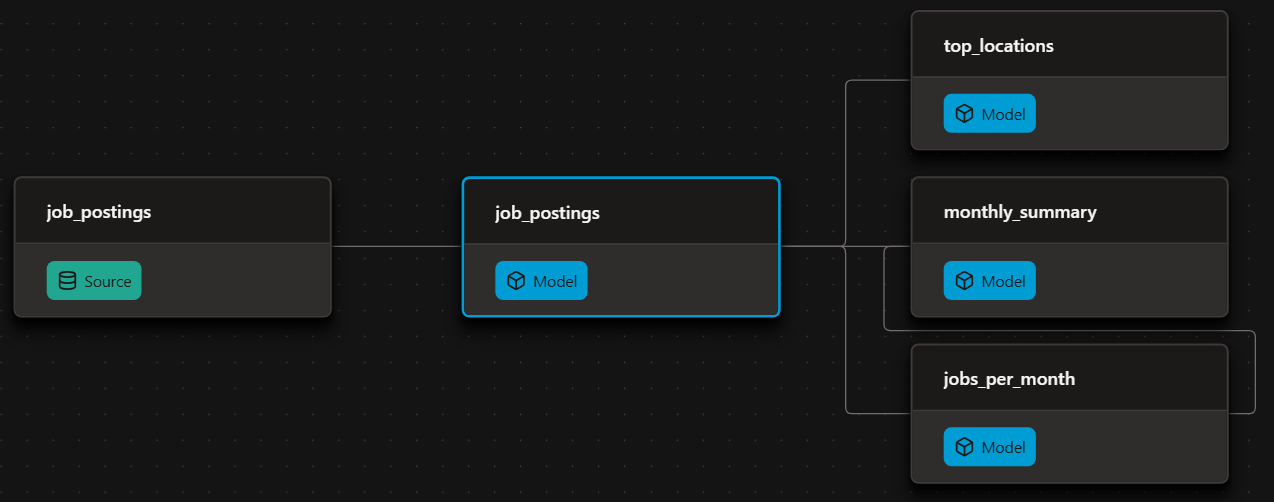 job_postings
Source
job_postings
Model
top_locations
Model
monthly_summary
Model
jobs_per_month
Model